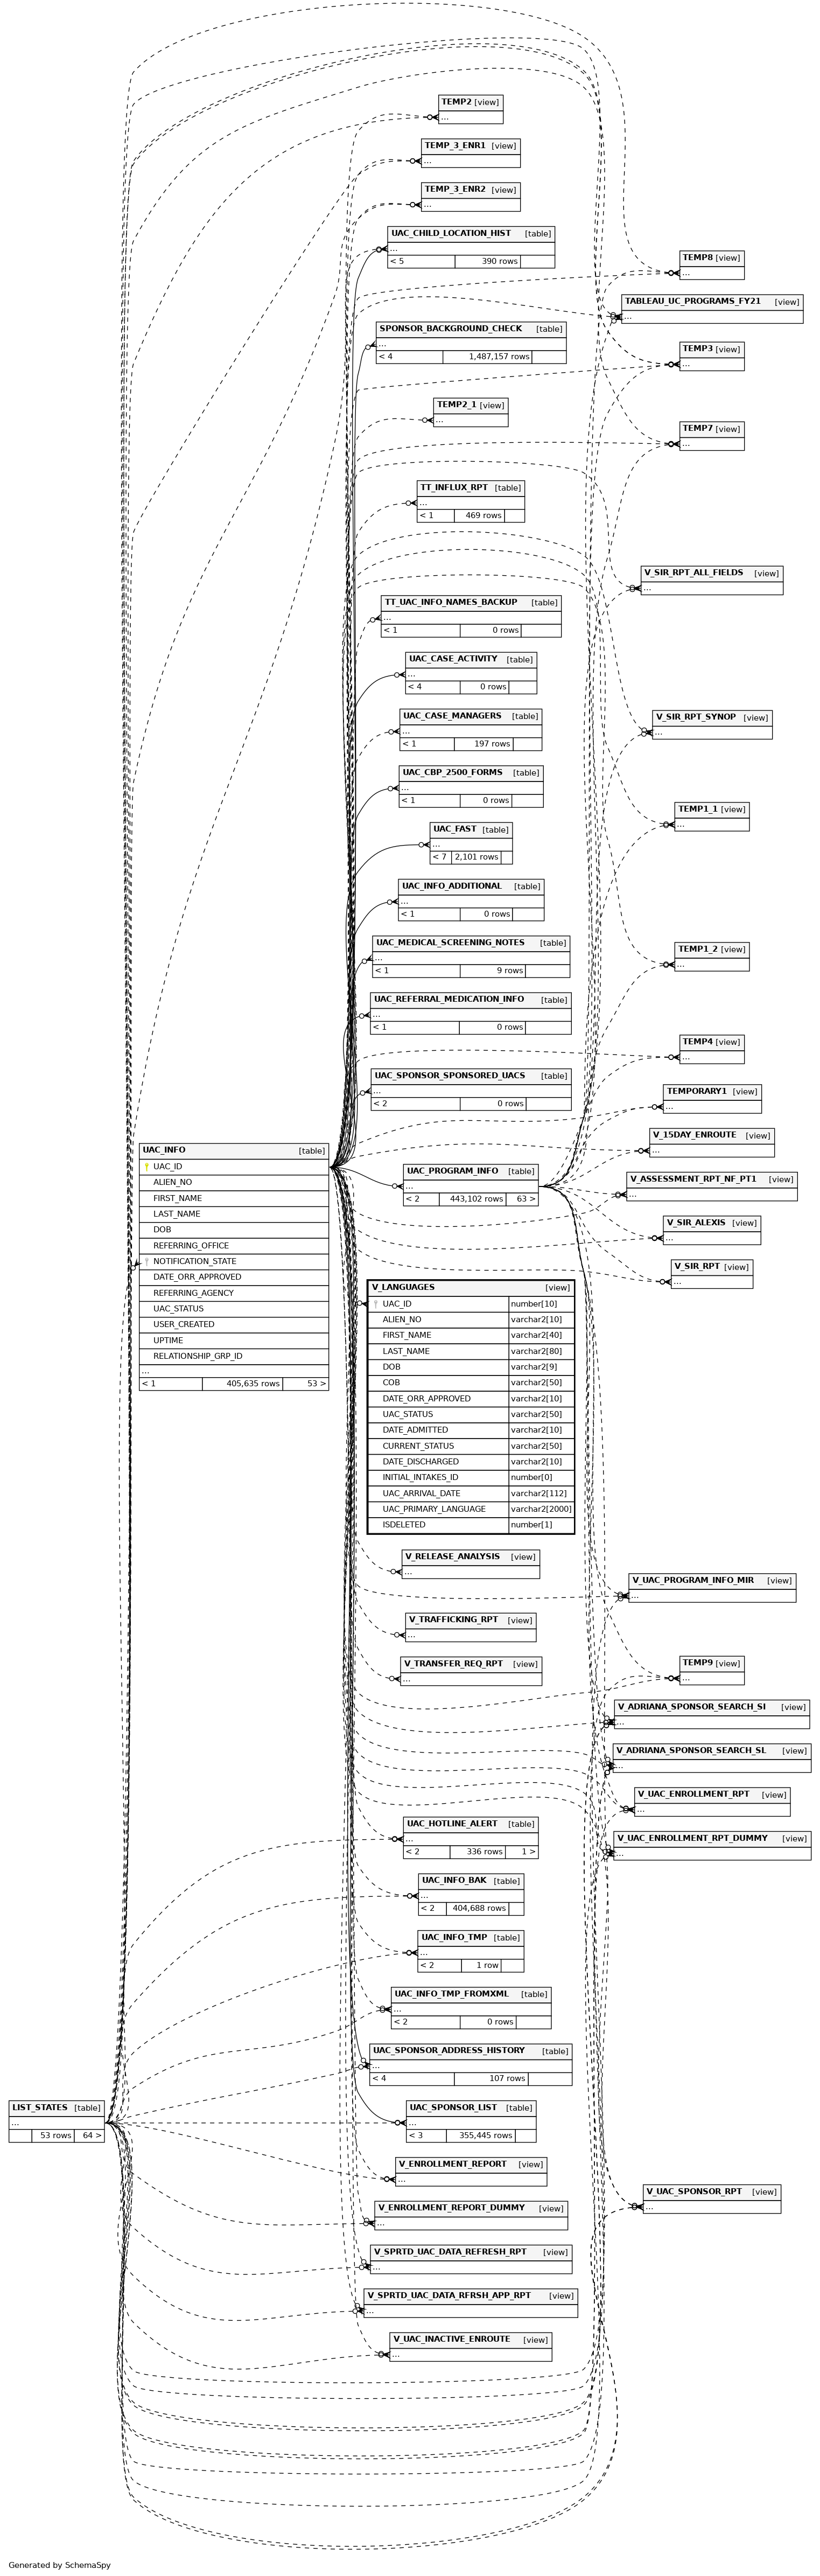 TEMP2 [view]
...
TEMP_3_ENR1 [view]
...
TEMP_3_ENR2 [view]
...
UAC_CHILD_LOCATION_HIST [table]
...
< 5 390 rows
TEMP8 [view]
...
TABLEAU_UC_PROGRAMS_FY21 [view]
...
SPONSOR_BACKGROUND_CHECK [table]
...
< 4 1,487,157 rows
TEMP3 [view]
...
TEMP2_1 [view]
...
TEMP7 [view]
...
TT_INFLUX_RPT [table]
...
< 1 469 rows
V_SIR_RPT_ALL_FIELDS [view]
...
TT_UAC_INFO_NAMES_BACKUP [table]
...
< 1 0 rows
UAC_CASE_ACTIVITY [table]
...
< 4 0 rows
UAC_CASE_MANAGERS [table]
...
< 1 197 rows
V_SIR_RPT_SYNOP [view]
...
UAC_CBP_2500_FORMS [table]
...
< 1 0 rows
TEMP1_1 [view]
...
UAC_FAST [table]
...
< 7 2,101 rows
UAC_INFO_ADDITIONAL [table]
...
< 1 0 rows
UAC_MEDICAL_SCREENING_NOTES [table]
...
< 1 9 rows
TEMP1_2 [view]
...
UAC_REFERRAL_MEDICATION_INFO [table]
...
< 1 0 rows
TEMP4 [view]
...
UAC_SPONSOR_SPONSORED_UACS [table]
...
< 2 0 rows
TEMPORARY1 [view]
...
V_15DAY_ENROUTE [view]
...
UAC_INFO [table]
UAC_ID
ALIEN_NO
FIRST_NAME
LAST_NAME
DOB
REFERRING_OFFICE
NOTIFICATION_STATE
DATE_ORR_APPROVED
REFERRING_AGENCY
UAC_STATUS
USER_CREATED
UPTIME
RELATIONSHIP_GRP_ID
...
< 1 405,635 rows 53 >
UAC_PROGRAM_INFO [table]
...
< 2 443,102 rows 63 >
V_ASSESSMENT_RPT_NF_PT1 [view]
...
V_SIR_ALEXIS [view]
...
V_SIR_RPT [view]
...
V_LANGUAGES [view]
UAC_ID number[10]
ALIEN_NO varchar2[10]
FIRST_NAME varchar2[40]
LAST_NAME varchar2[80]
DOB varchar2[9]
COB varchar2[50]
DATE_ORR_APPROVED varchar2[10]
UAC_STATUS varchar2[50]
DATE_ADMITTED varchar2[10]
CURRENT_STATUS varchar2[50]
DATE_DISCHARGED varchar2[10]
INITIAL_INTAKES_ID number[0]
UAC_ARRIVAL_DATE varchar2[112]
UAC_PRIMARY_LANGUAGE varchar2[2000]
ISDELETED number[1]
V_RELEASE_ANALYSIS [view]
...
V_UAC_PROGRAM_INFO_MIR [view]
...
V_TRAFFICKING_RPT [view]
...
V_TRANSFER_REQ_RPT [view]
...
TEMP9 [view]
...
V_ADRIANA_SPONSOR_SEARCH_SI [view]
...
V_ADRIANA_SPONSOR_SEARCH_SL [view]
...
V_UAC_ENROLLMENT_RPT [view]
...
UAC_HOTLINE_ALERT [table]
...
< 2 336 rows 1 >
V_UAC_ENROLLMENT_RPT_DUMMY [view]
...
UAC_INFO_BAK [table]
...
< 2 404,688 rows
UAC_INFO_TMP [table]
...
< 2 1 row
UAC_INFO_TMP_FROMXML [table]
...
< 2 0 rows
UAC_SPONSOR_ADDRESS_HISTORY [table]
...
< 4 107 rows
LIST_STATES [table]
...
53 rows 64 >
UAC_SPONSOR_LIST [table]
...
< 3 355,445 rows
V_ENROLLMENT_REPORT [view]
...
V_UAC_SPONSOR_RPT [view]
...
V_ENROLLMENT_REPORT_DUMMY [view]
...
V_SPRTD_UAC_DATA_REFRESH_RPT [view]
...
V_SPRTD_UAC_DATA_RFRSH_APP_RPT [view]
...
V_UAC_INACTIVE_ENROUTE [view]
...
Generated by SchemaSpy